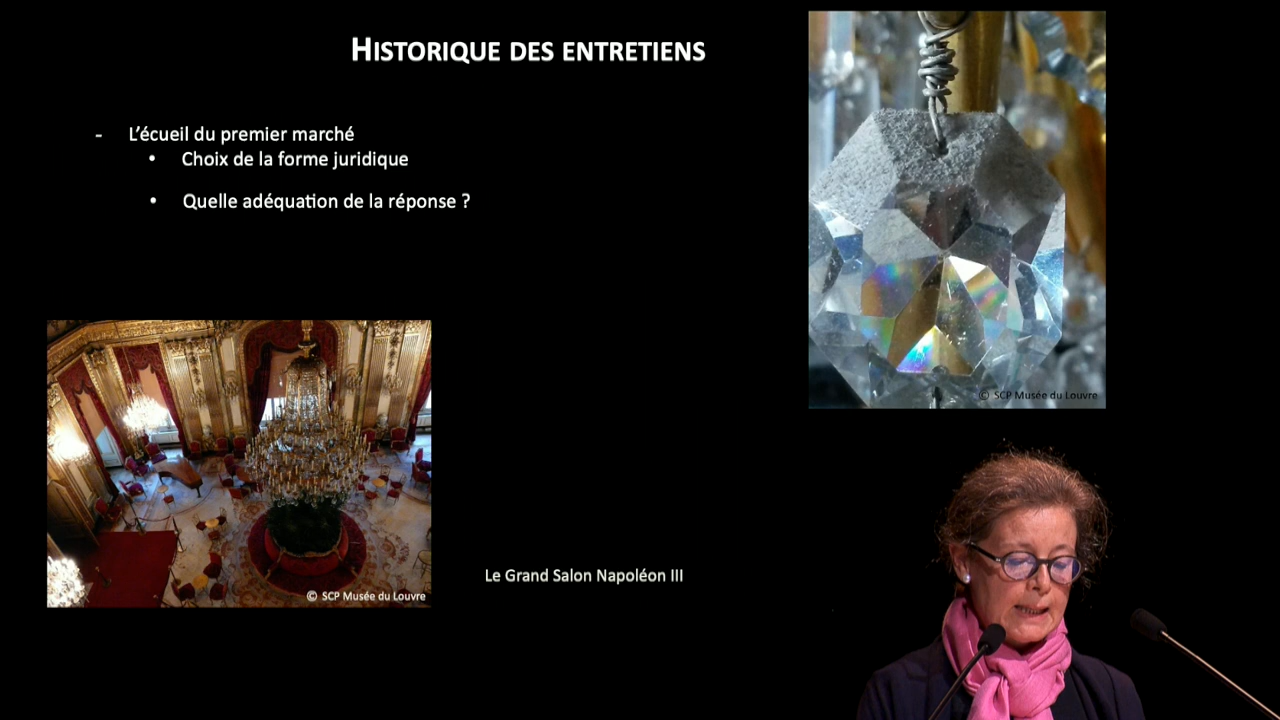 HISTORIQUE DES ENTRETIENS
- L'écueil du premier marché
• Choix de la forme juridique
• Quelle adéquation de la réponse ?
© SCP Musée du Louvre
Le Grand Salon Napoléon III
© SCP Musée du Louvre